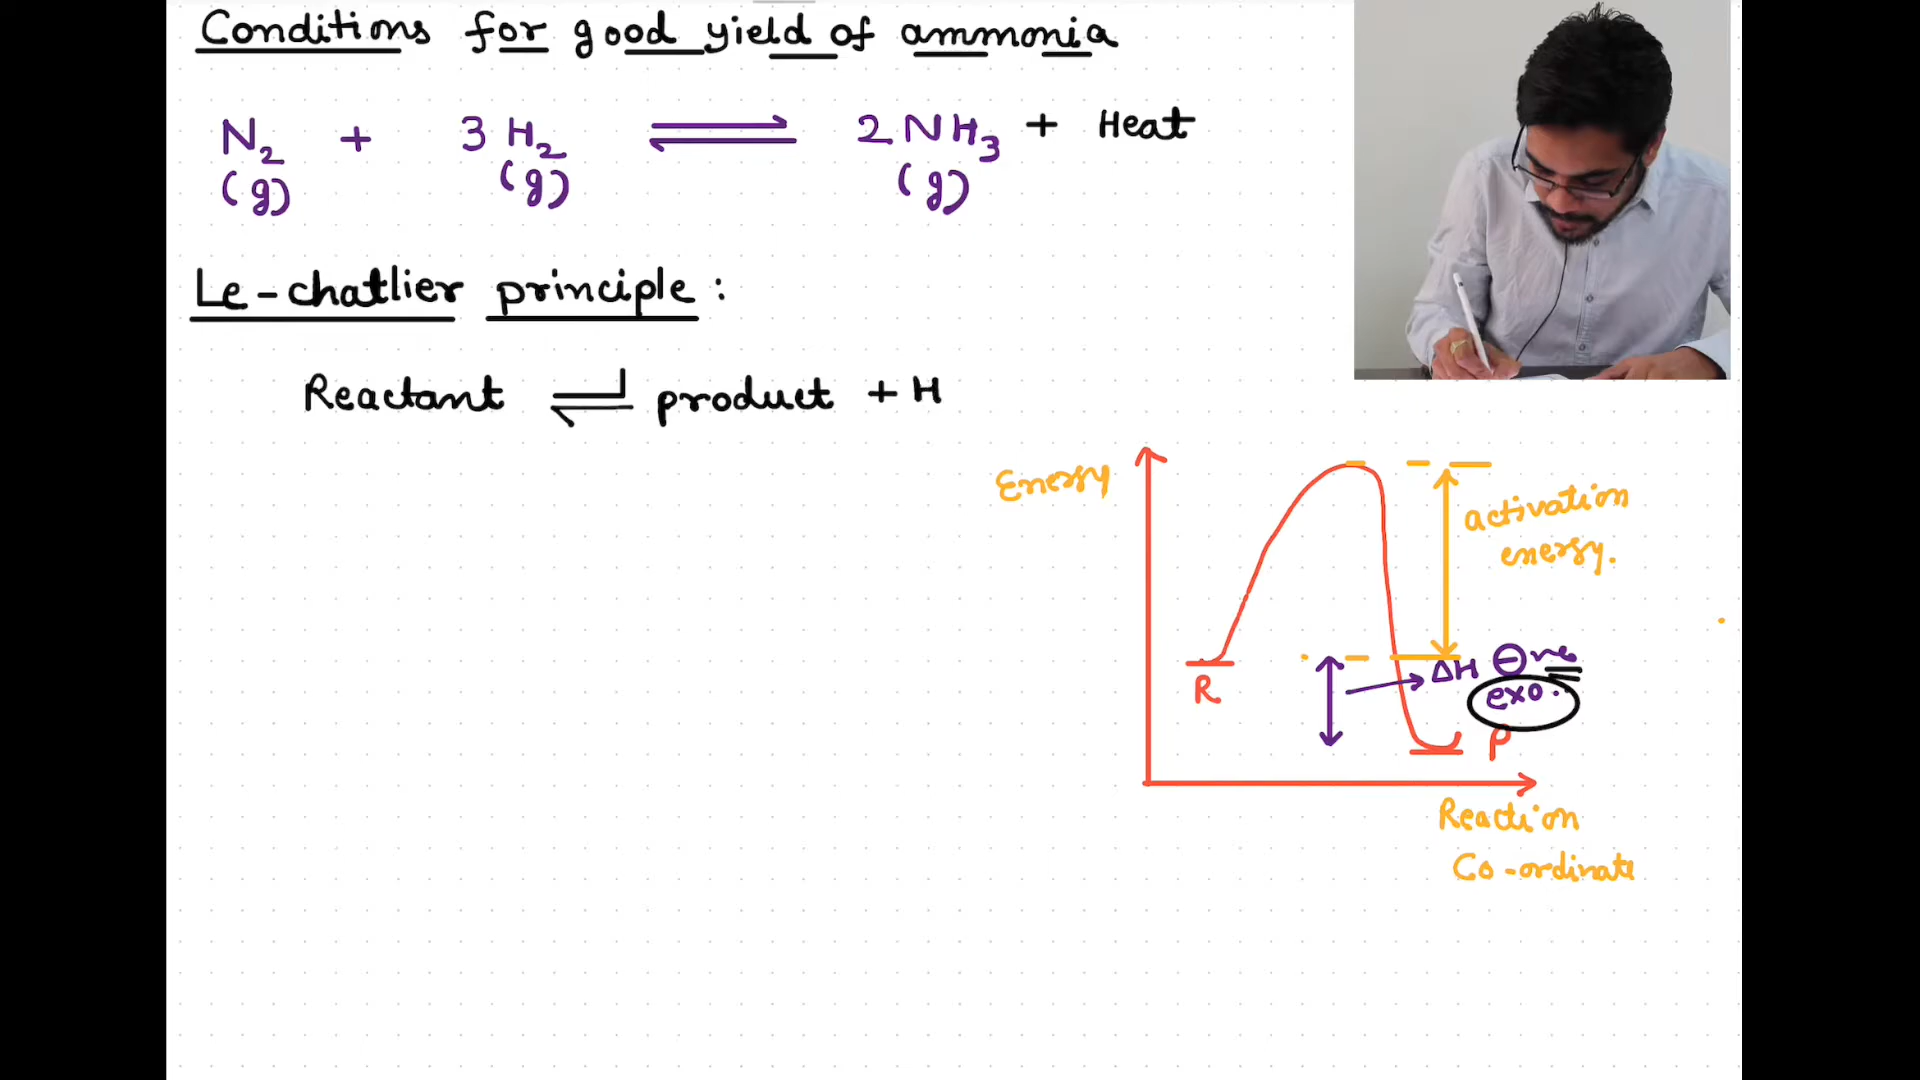 Conditions for good yield of ammonia
N2 + 3 H2 ⇌ 2 NH3 + Heat
(g) (g) (g)
Le-chatlier principle :
Reactant ⇌ product + H
Energy
activation
energy.
ΔH ⊖ve
exo.
R
P
Reaction
Co-ordinate